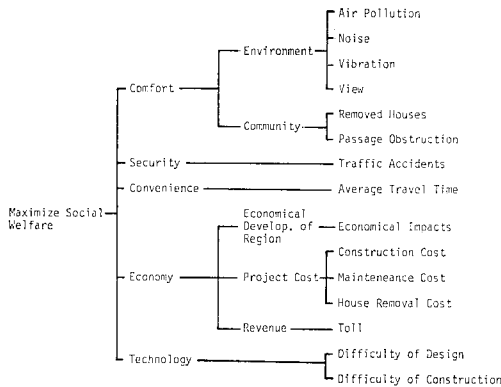 Air Pollution
Noise
Environment
Vibration
Comfort
View
Removed Houses
Community
Passage Obstruction
Security
Traffic Accidents
Convenience
Average Travel Time
Maximize Social
Welfare
Economical
Develop. of
Region
Economical Impacts
Construction Cost
Economy
Project Cost
Mainteneance Cost
House Removal Cost
Revenue
Toll
Technology
Difficulty of Design
Difficulty of Construction